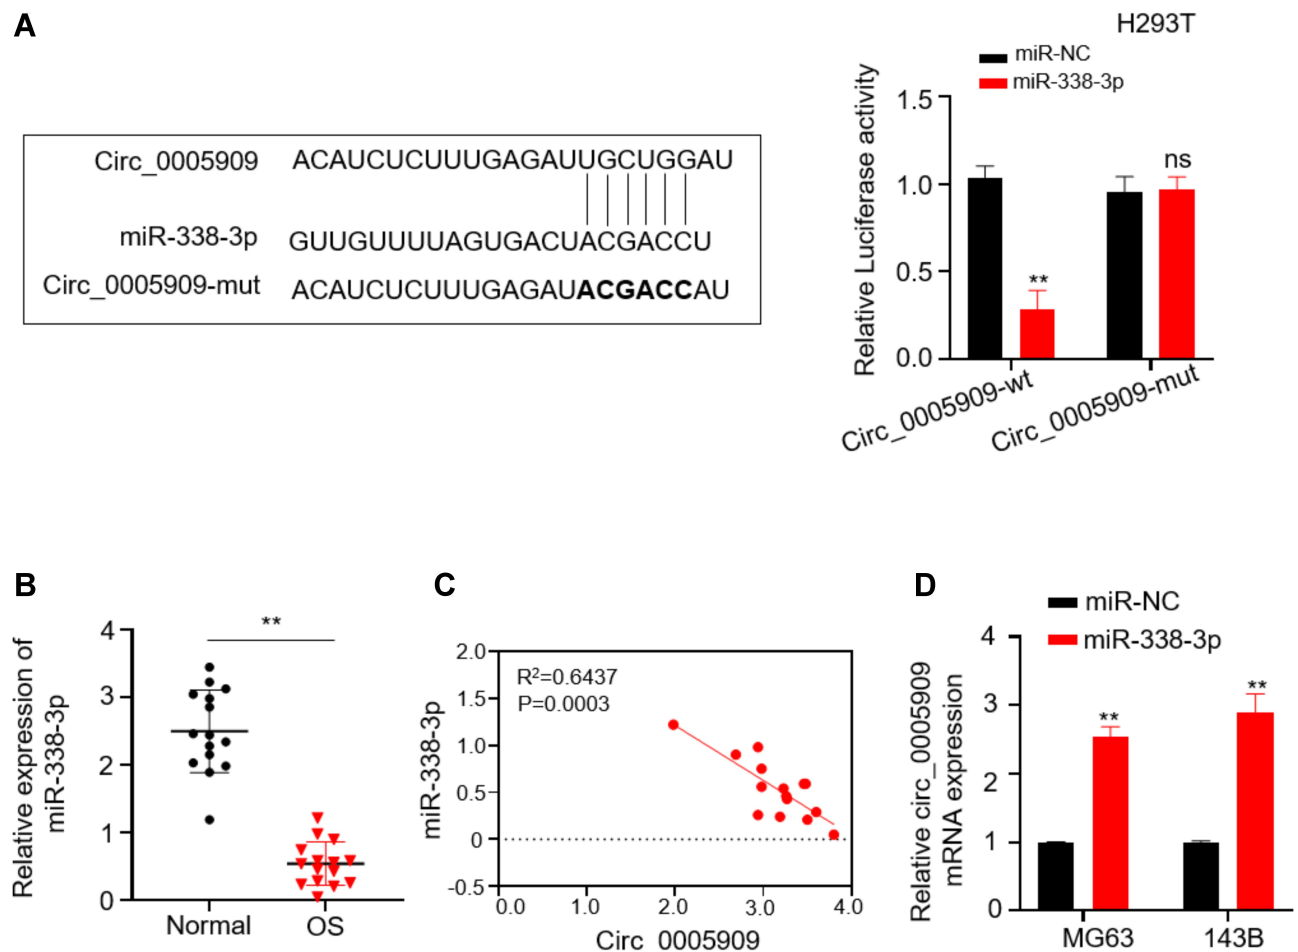 A
Circ_0005909 ACAUCUCUUUGAGAUUGCUGGAU
miR-338-3p GUUGUUUUAGUGACUACGACCU
Circ_0005909-mut ACAUCUCUUUGAGAUACGACCAU
H293T
miR-NC
miR-338-3p
Relative Luciferase activity
1.5
1.0
0.5
0.0
**
ns
Circ_0005909-wt
Circ_0005909-mut
B
Relative expression of
miR-338-3p
4
3
2
1
0
**
Normal
OS
C
miR-338-3p
2.0
1.5
1.0
0.5
0
-0.5
R²=0.6437
P=0.0003
0.0 1.0 2.0 3.0 4.0
Circ_0005909
D
miR-NC
miR-338-3p
Relative circ_0005909
mRNA expression
4
3
2
1
0
**
**
MG63
143B